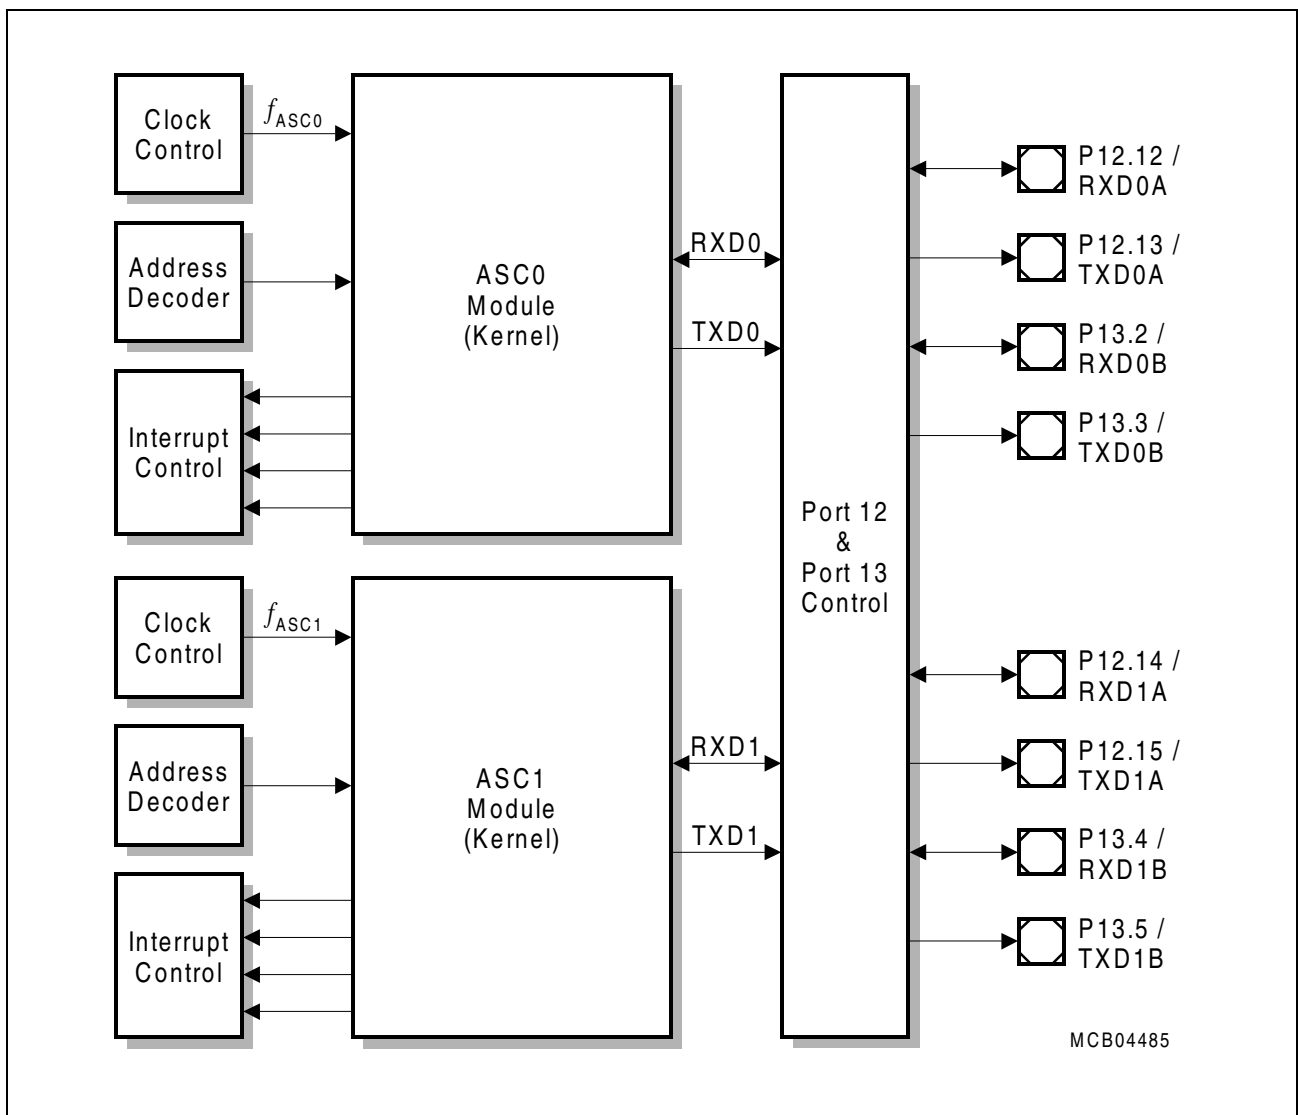 Clock
Control
fASC0
Address
Decoder
Interrupt
Control
ASC0
Module
(Kernel)
RXD0
TXD0
Clock
Control
fASC1
Address
Decoder
Interrupt
Control
ASC1
Module
(Kernel)
RXD1
TXD1
Port 12
&
Port 13
Control
P12.12 /
RXD0A
P12.13 /
TXD0A
P13.2 /
RXD0B
P13.3 /
TXD0B
P12.14 /
RXD1A
P12.15 /
TXD1A
P13.4 /
RXD1B
P13.5 /
TXD1B
MCB04485